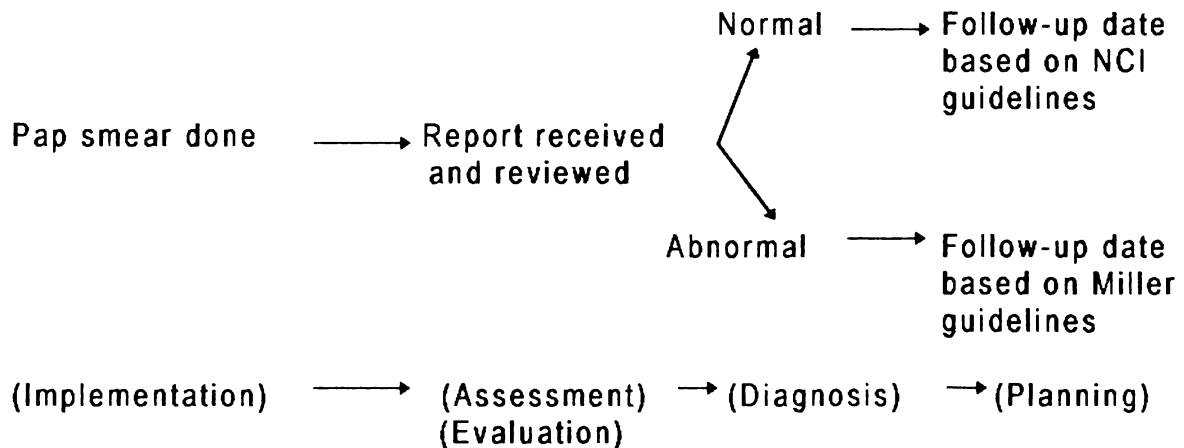 Normal
Follow-up date
based on NCI
guidelines
Pap smear done
Report received
and reviewed
Abnormal
Follow-up date
based on Miller
guidelines
(Implementation)
(Assessment)
(Diagnosis)
(Planning)
(Evaluation)